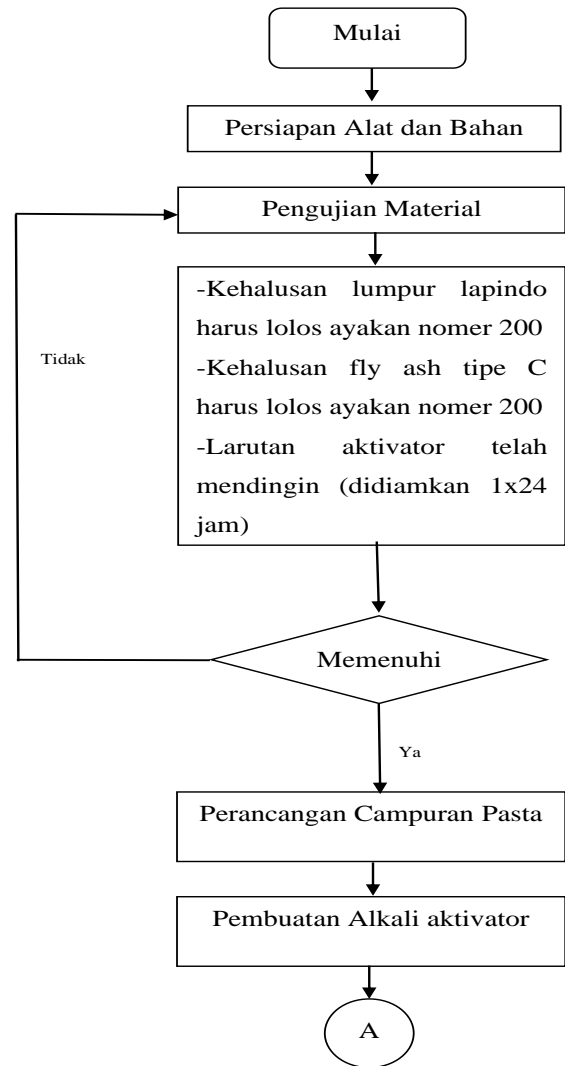 Mulai
Persiapan Alat dan Bahan
Pengujian Material
-Kehalusan lumpur lapindo
harus lolos ayakan nomer 200
-Kehalusan fly ash tipe C
harus lolos ayakan nomer 200
-Larutan aktivator telah
mendingin (didiamkan 1x24
jam)
Tidak
Memenuhi
Ya
Perancangan Campuran Pasta
Pembuatan Alkali aktivator
A